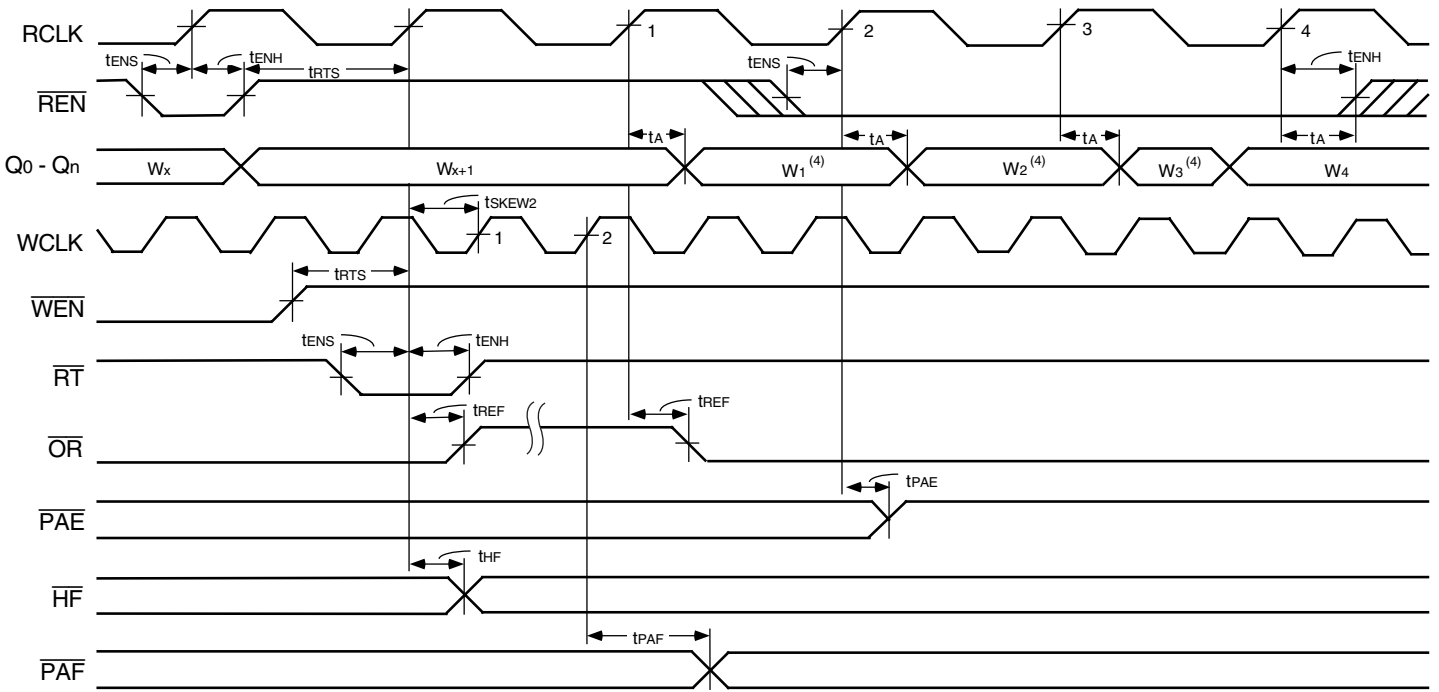 RCLK 1 2 3 4
tENS tENH tRTS tENS tENH
REN
tA tA tA tA
Q0 - Qn Wx Wx+1 W1(4) W2(4) W3(4) W4
tSKEW2
WCLK 1 2
tRTS
WEN
tENS tENH
RT
tREF tREF
OR
tPAE
PAE
tHF
HF
tPAF
PAF